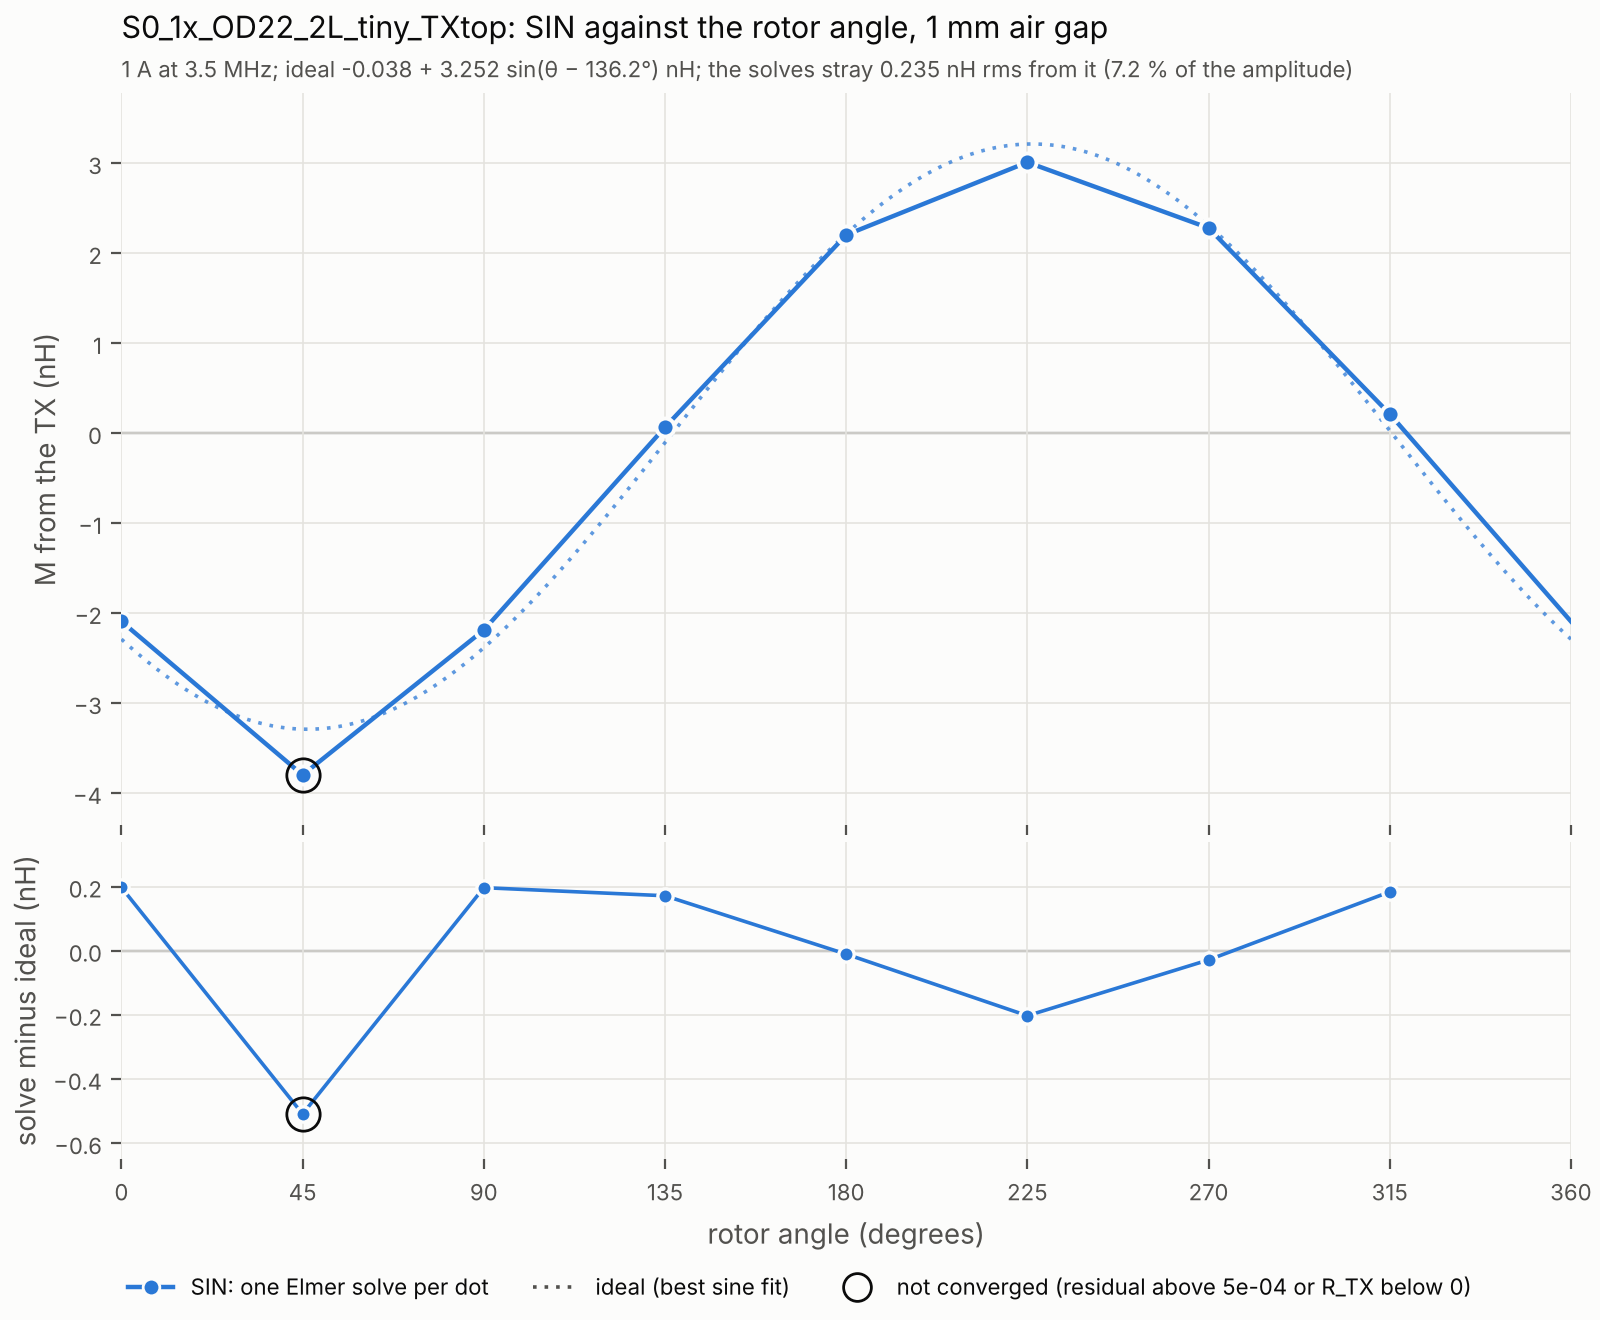 S0_1x_OD22_2L_tiny_TXtop: SIN against the rotor angle, 1 mm air gap
1 A at 3.5 MHz; ideal -0.038 + 3.252 sin(θ − 136.2°) nH; the solves stray 0.235 nH rms from it (7.2 % of the amplitude)
M from the TX (nH)
3
2
1
0
−1
−2
−3
−4
solve minus ideal (nH)
0.2
0.0
−0.2
−0.4
−0.6
0 45 90 135 180 225 270 315 360
rotor angle (degrees)
SIN: one Elmer solve per dot ideal (best sine fit) not converged (residual above 5e-04 or R_TX below 0)